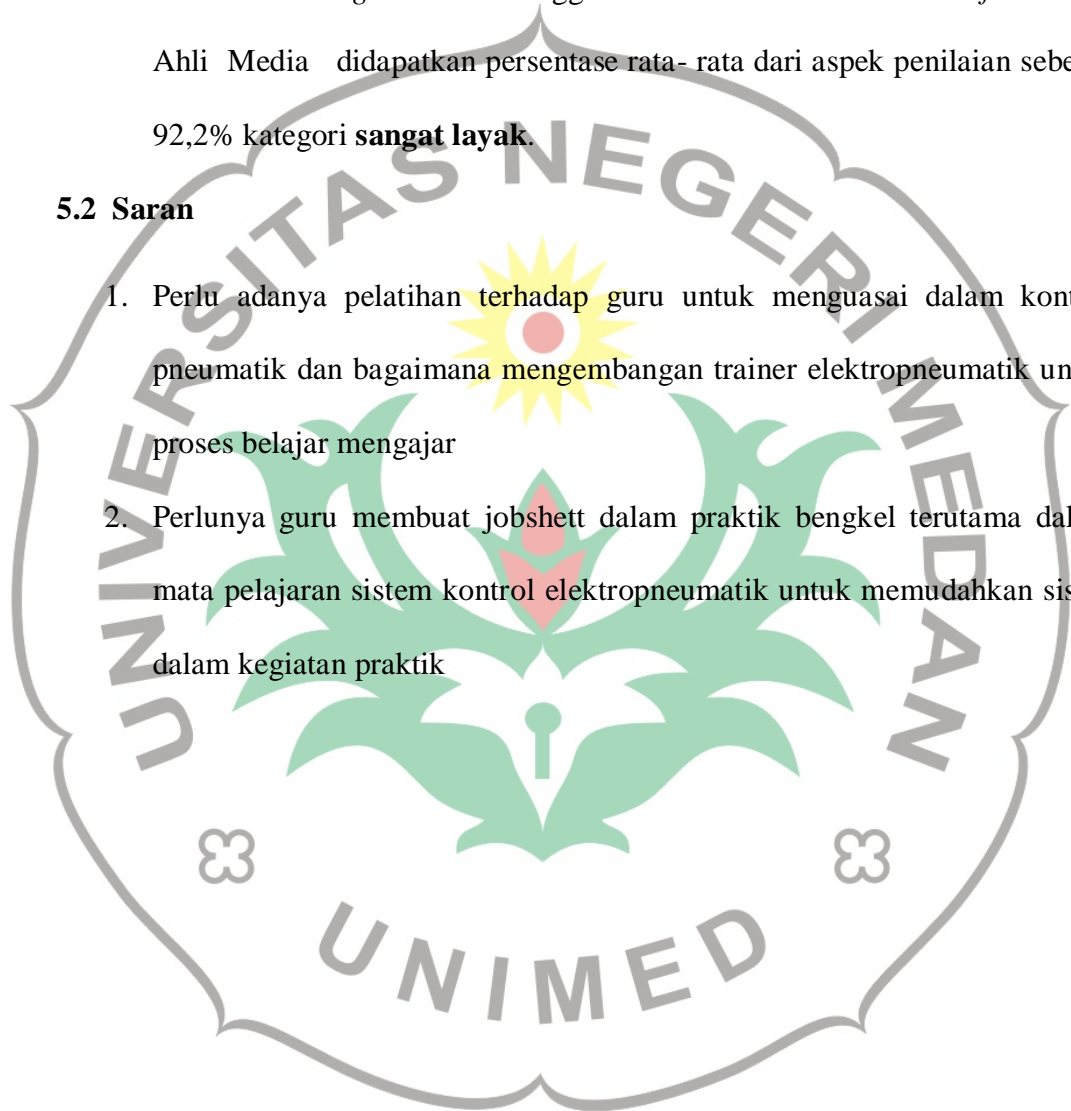 Ahli Media didapatkan persentase rata- rata dari aspek penilaian sebe
92,2% kategori sangat layak.
5.2 Saran
1. Perlu adanya pelatihan terhadap guru untuk menguasai dalam kont
pneumatik dan bagaimana mengembangan trainer elektropneumatik un
proses belajar mengajar
2. Perlunya guru membuat jobshett dalam praktik bengkel terutama dal
mata pelajaran sistem kontrol elektropneumatik untuk memudahkan sis
dalam kegiatan praktik
UNIVERSITAS NEGERI MEDAN
UNIMED